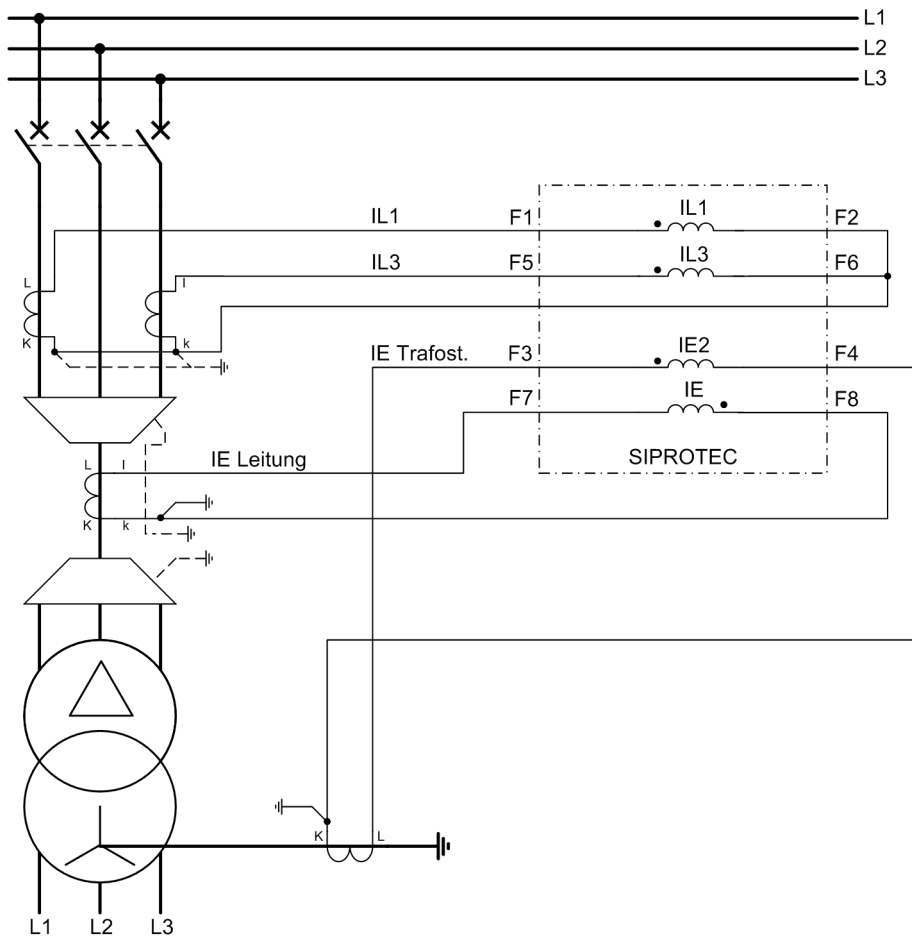 L1
L2
L3
IL1 F1 IL1 F2
L l IL3 F5 IL3 F6
K k
IE Trafost. F3 IE2 F4
F7 IE F8
L l IE Leitung SIPROTEC
K k
K L
L1 L2 L3